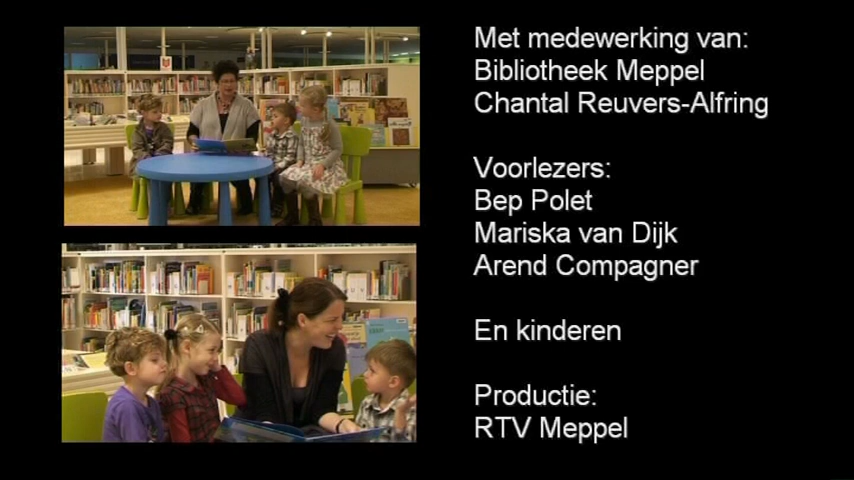 Met medewerking van:
Bibliotheek Meppel
Chantal Reuvers-Alfring
Voorlezers:
Bep Polet
Mariska van Dijk
Arend Compagner
En kinderen
Productie:
RTV Meppel